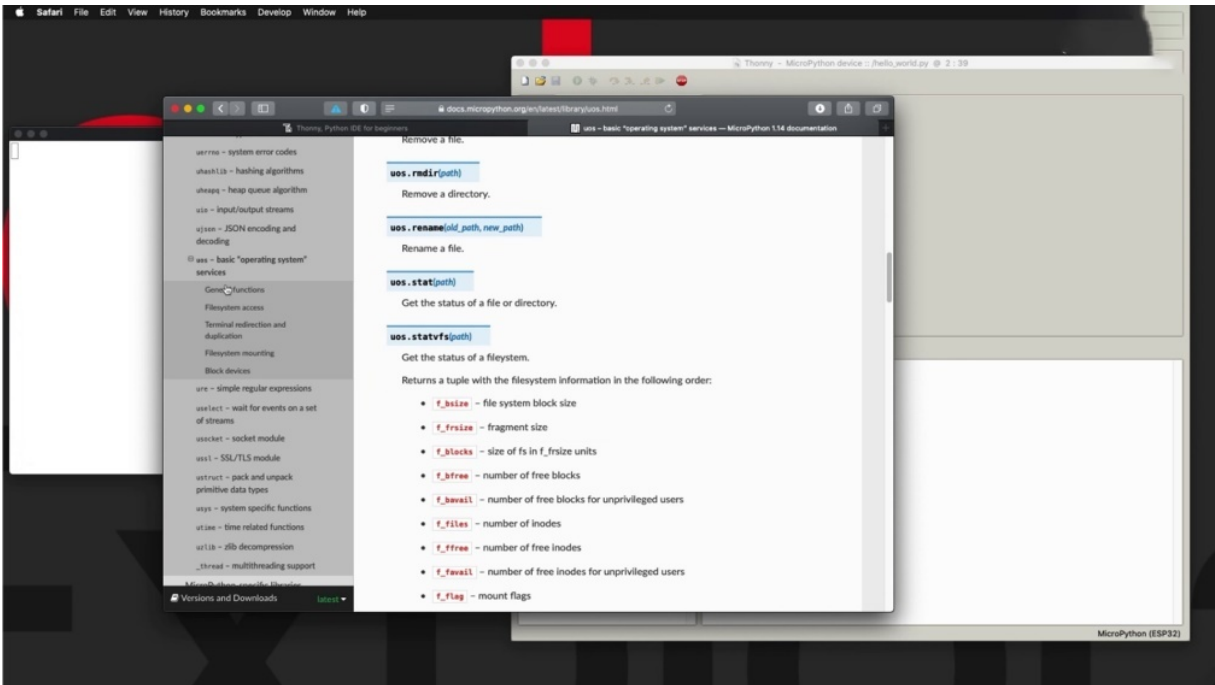 Safari File Edit View History Bookmarks Develop Window Help
Thonny - MicroPython device :: /hello_world.py @ 2 : 39
docs.micropython.org/en/latest/library/uos.html
Thonny, Python IDE for beginners
uos – basic "operating system" services — MicroPython 1.14 documentation
uerrno – system error codes
uhashlib – hashing algorithms
uheapq – heap queue algorithm
uio – input/output streams
ujson – JSON encoding and
decoding
uos – basic "operating system"
services
General functions
Filesystem access
Terminal redirection and
duplication
Filesystem mounting
Block devices
ure – simple regular expressions
uselect – wait for events on a set
of streams
usocket – socket module
ussl – SSL/TLS module
ustruct – pack and unpack
primitive data types
usys – system specific functions
utime – time related functions
uzlib – zlib decompression
_thread – multithreading support
MicroPython-specific libraries
Versions and Downloads latest
Remove a file.
uos.rmdir(path)
Remove a directory.
uos.rename(old_path, new_path)
Rename a file.
uos.stat(path)
Get the status of a file or directory.
uos.statvfs(path)
Get the status of a fileystem.
Returns a tuple with the filesystem information in the following order:
• f_bsize – file system block size
• f_frsize – fragment size
• f_blocks – size of fs in f_frsize units
• f_bfree – number of free blocks
• f_bavail – number of free blocks for unprivileged users
• f_files – number of inodes
• f_ffree – number of free inodes
• f_favail – number of free inodes for unprivileged users
• f_flag – mount flags
MicroPython (ESP32)